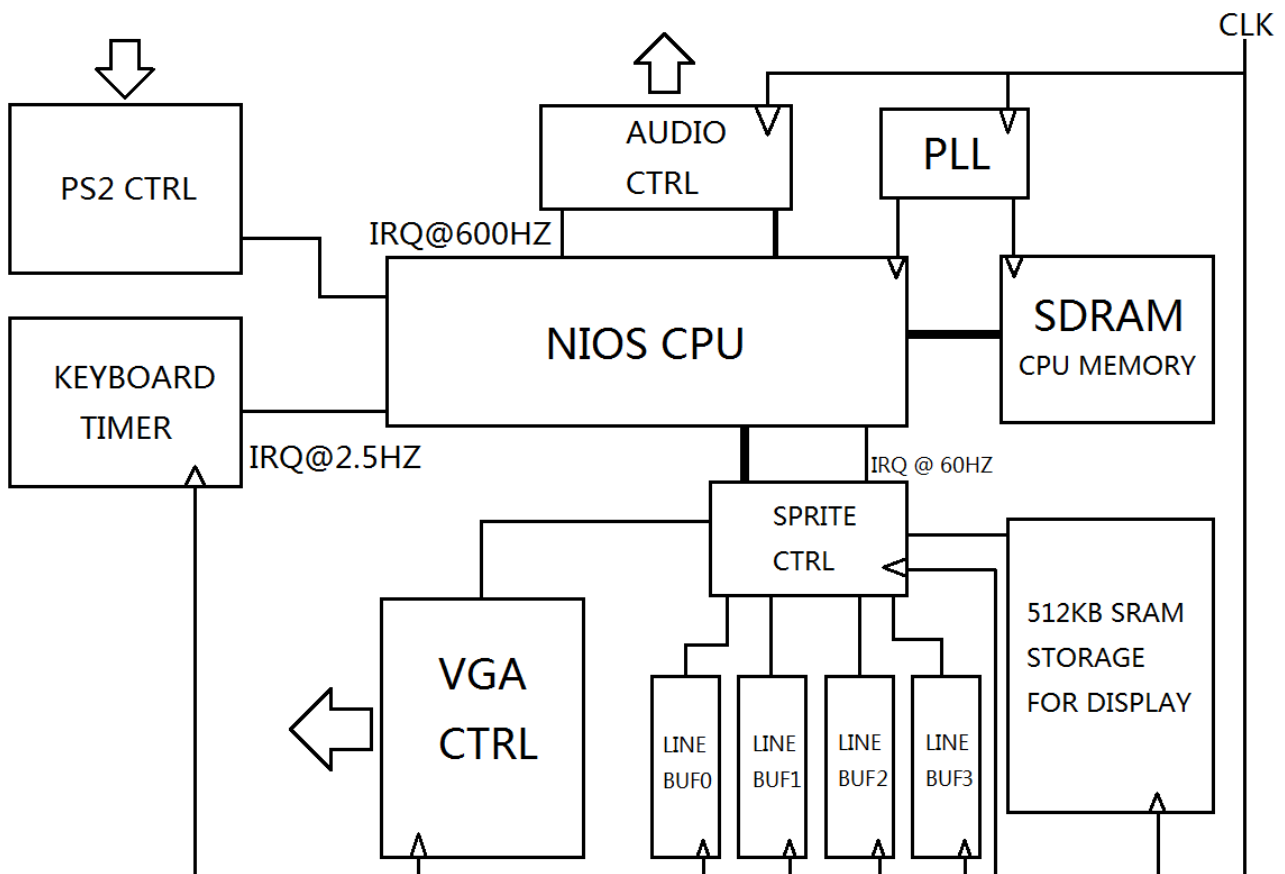 CLK
PS2 CTRL
AUDIO
CTRL
PLL
IRQ@600HZ
NIOS CPU
SDRAM
CPU MEMORY
KEYBOARD
TIMER
IRQ@2.5HZ
IRQ @ 60HZ
SPRITE
CTRL
512KB SRAM
STORAGE
FOR DISPLAY
VGA
CTRL
LINE
BUF0
LINE
BUF1
LINE
BUF2
LINE
BUF3